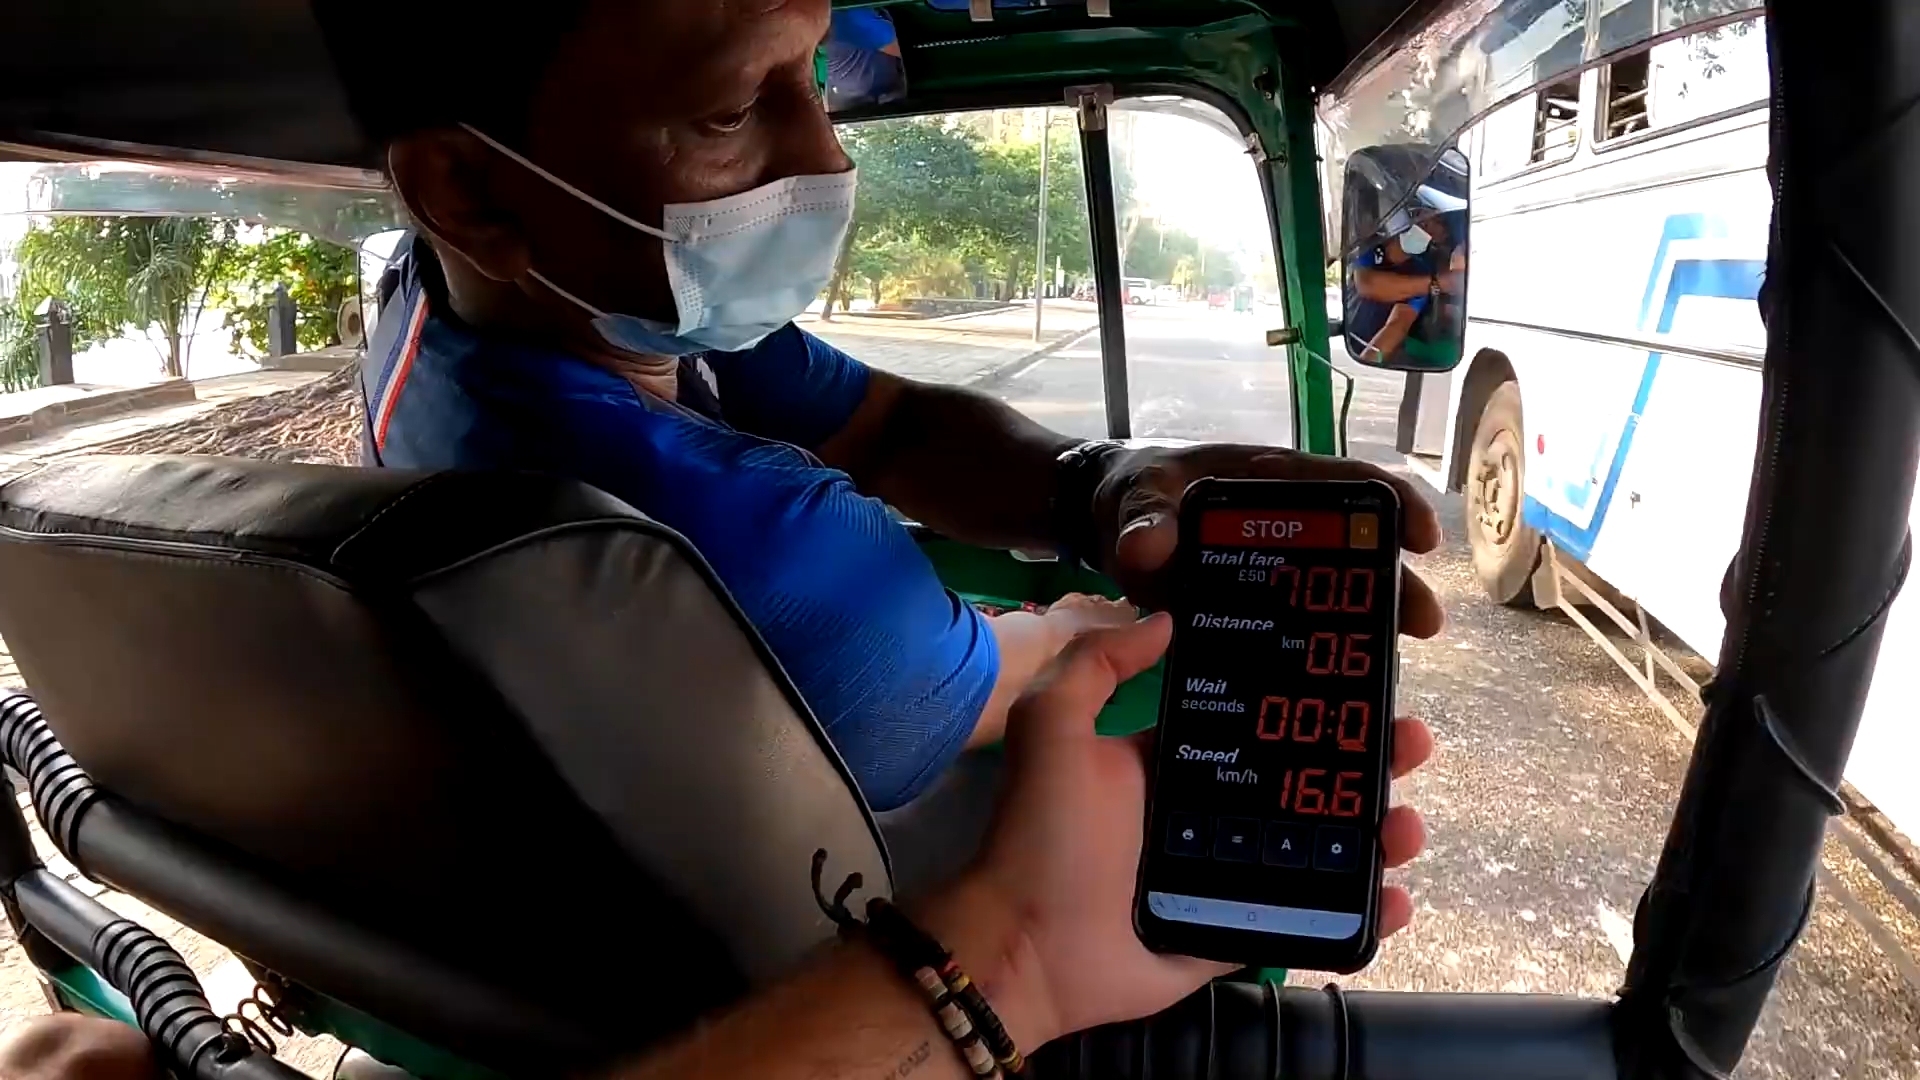 STOP
Total fare
£50 70.0
Distance
km 0.6
Wait
seconds 00:0
Speed
km/h 16.6
A